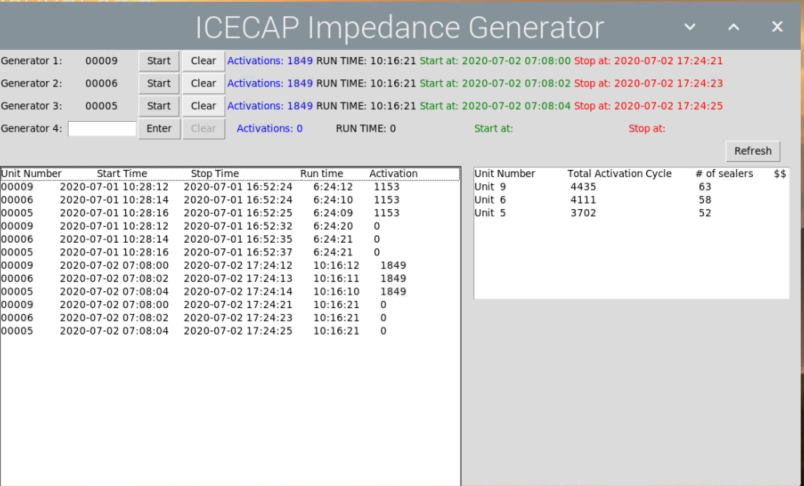 ICECAP Impedance Generator
Generator 1: 00009 Start Clear Activations: 1849 RUN TIME: 10:16:21 Start at: 2020-07-02 07:08:00 Stop at: 2020-07-02 17:24:21
Generator 2: 00006 Start Clear Activations: 1849 RUN TIME: 10:16:21 Start at: 2020-07-02 07:08:02 Stop at: 2020-07-02 17:24:23
Generator 3: 00005 Start Clear Activations: 1849 RUN TIME: 10:16:21 Start at: 2020-07-02 07:08:04 Stop at: 2020-07-02 17:24:25
Generator 4: Enter Clear Activations: 0 RUN TIME: 0 Start at: Stop at:
Refresh
Unit Number Start Time Stop Time Run time Activation
00009 2020-07-01 10:28:12 2020-07-01 16:52:24 6:24:12 1153
00006 2020-07-01 10:28:14 2020-07-01 16:52:24 6:24:10 1153
00005 2020-07-01 10:28:16 2020-07-01 16:52:25 6:24:09 1153
00009 2020-07-01 10:28:12 2020-07-01 16:52:32 6:24:20 0
00006 2020-07-01 10:28:14 2020-07-01 16:52:35 6:24:21 0
00005 2020-07-01 10:28:16 2020-07-01 16:52:37 6:24:21 0
00009 2020-07-02 07:08:00 2020-07-02 17:24:12 10:16:12 1849
00006 2020-07-02 07:08:02 2020-07-02 17:24:13 10:16:11 1849
00005 2020-07-02 07:08:04 2020-07-02 17:24:14 10:16:10 1849
00009 2020-07-02 07:08:00 2020-07-02 17:24:21 10:16:21 0
00006 2020-07-02 07:08:02 2020-07-02 17:24:23 10:16:21 0
00005 2020-07-02 07:08:04 2020-07-02 17:24:25 10:16:21 0
Unit Number Total Activation Cycle # of sealers $$
Unit 9 4435 63
Unit 6 4111 58
Unit 5 3702 52